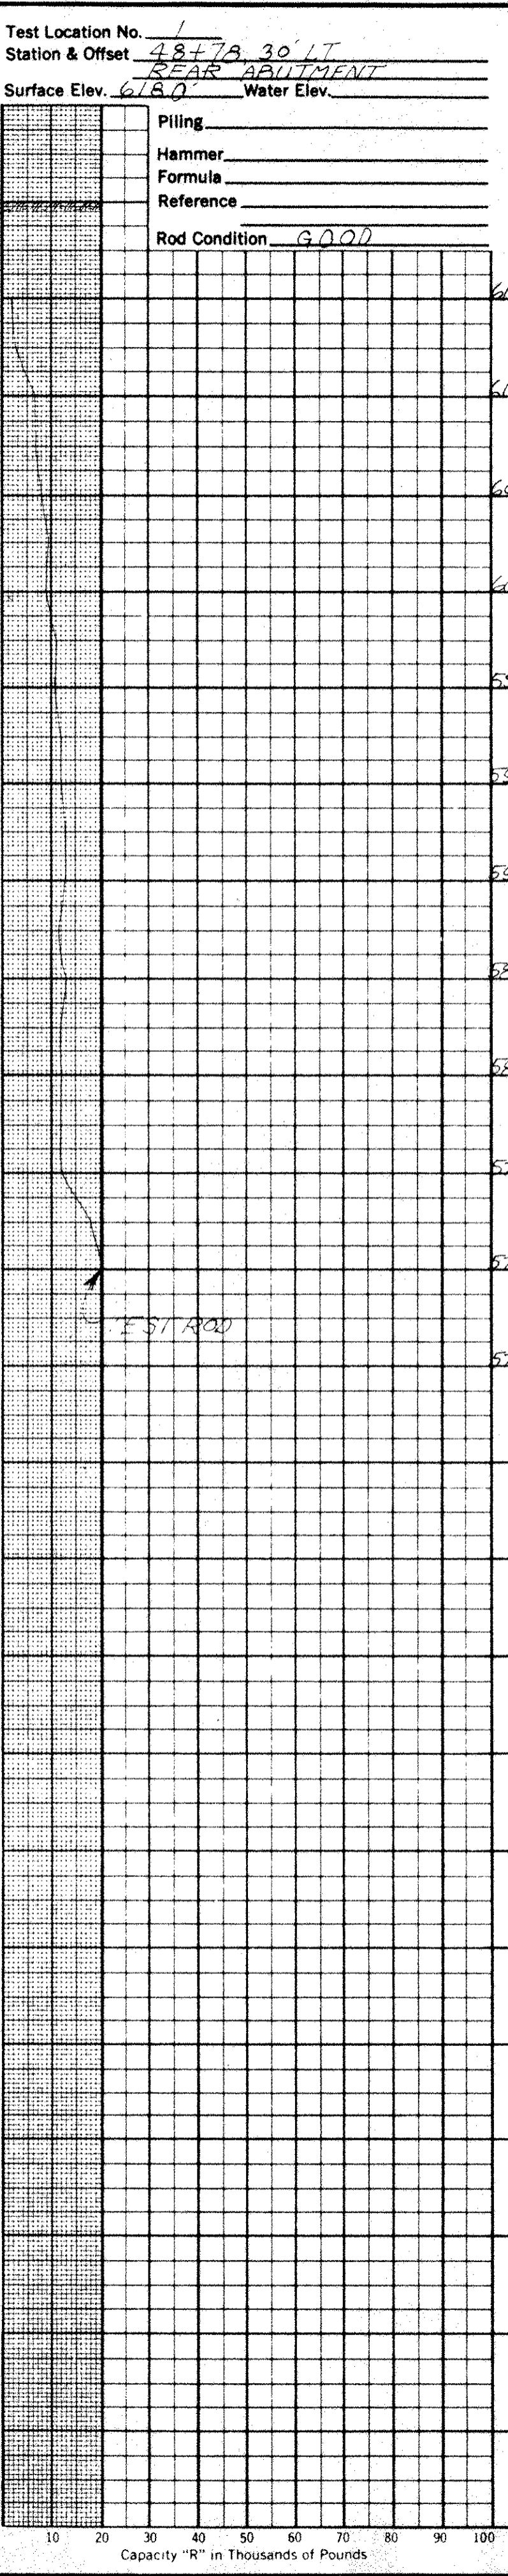 Test Location No. 1
Station & Offset 48+78, 30' LT
REAR ABUTMENT
Surface Elev. 618.0' Water Elev.
Piling
Hammer
Formula
Reference
Rod Condition GOOD
TEST ROD
10 20 30 40 50 60 70 80 90 100
Capacity "R" in Thousands of Pounds